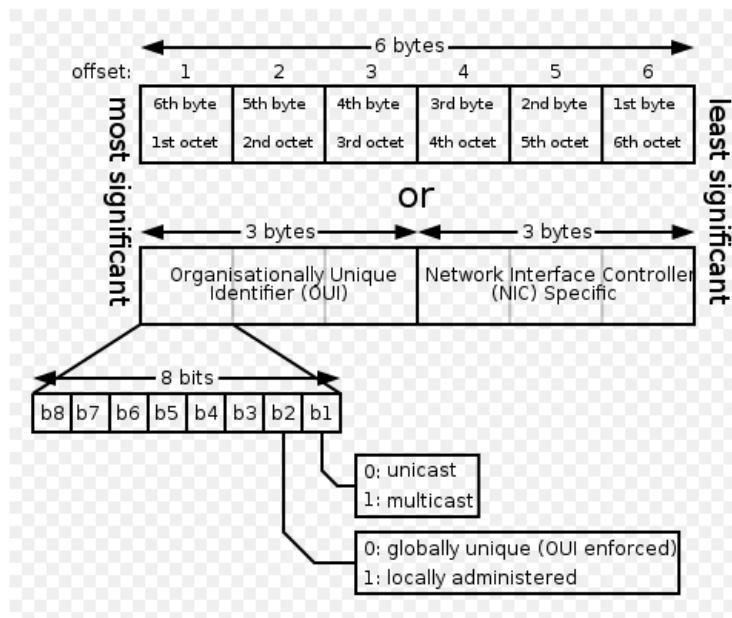 6 bytes
offset: 1 2 3 4 5 6
6th byte 5th byte 4th byte 3rd byte 2nd byte 1st byte
1st octet 2nd octet 3rd octet 4th octet 5th octet 6th octet
most significant
least significant
or
3 bytes 3 bytes
Organisationally Unique
Identifier (OUI)
Network Interface Controller
(NIC) Specific
8 bits
b8 b7 b6 b5 b4 b3 b2 b1
0: unicast
1: multicast
0: globally unique (OUI enforced)
1: locally administered